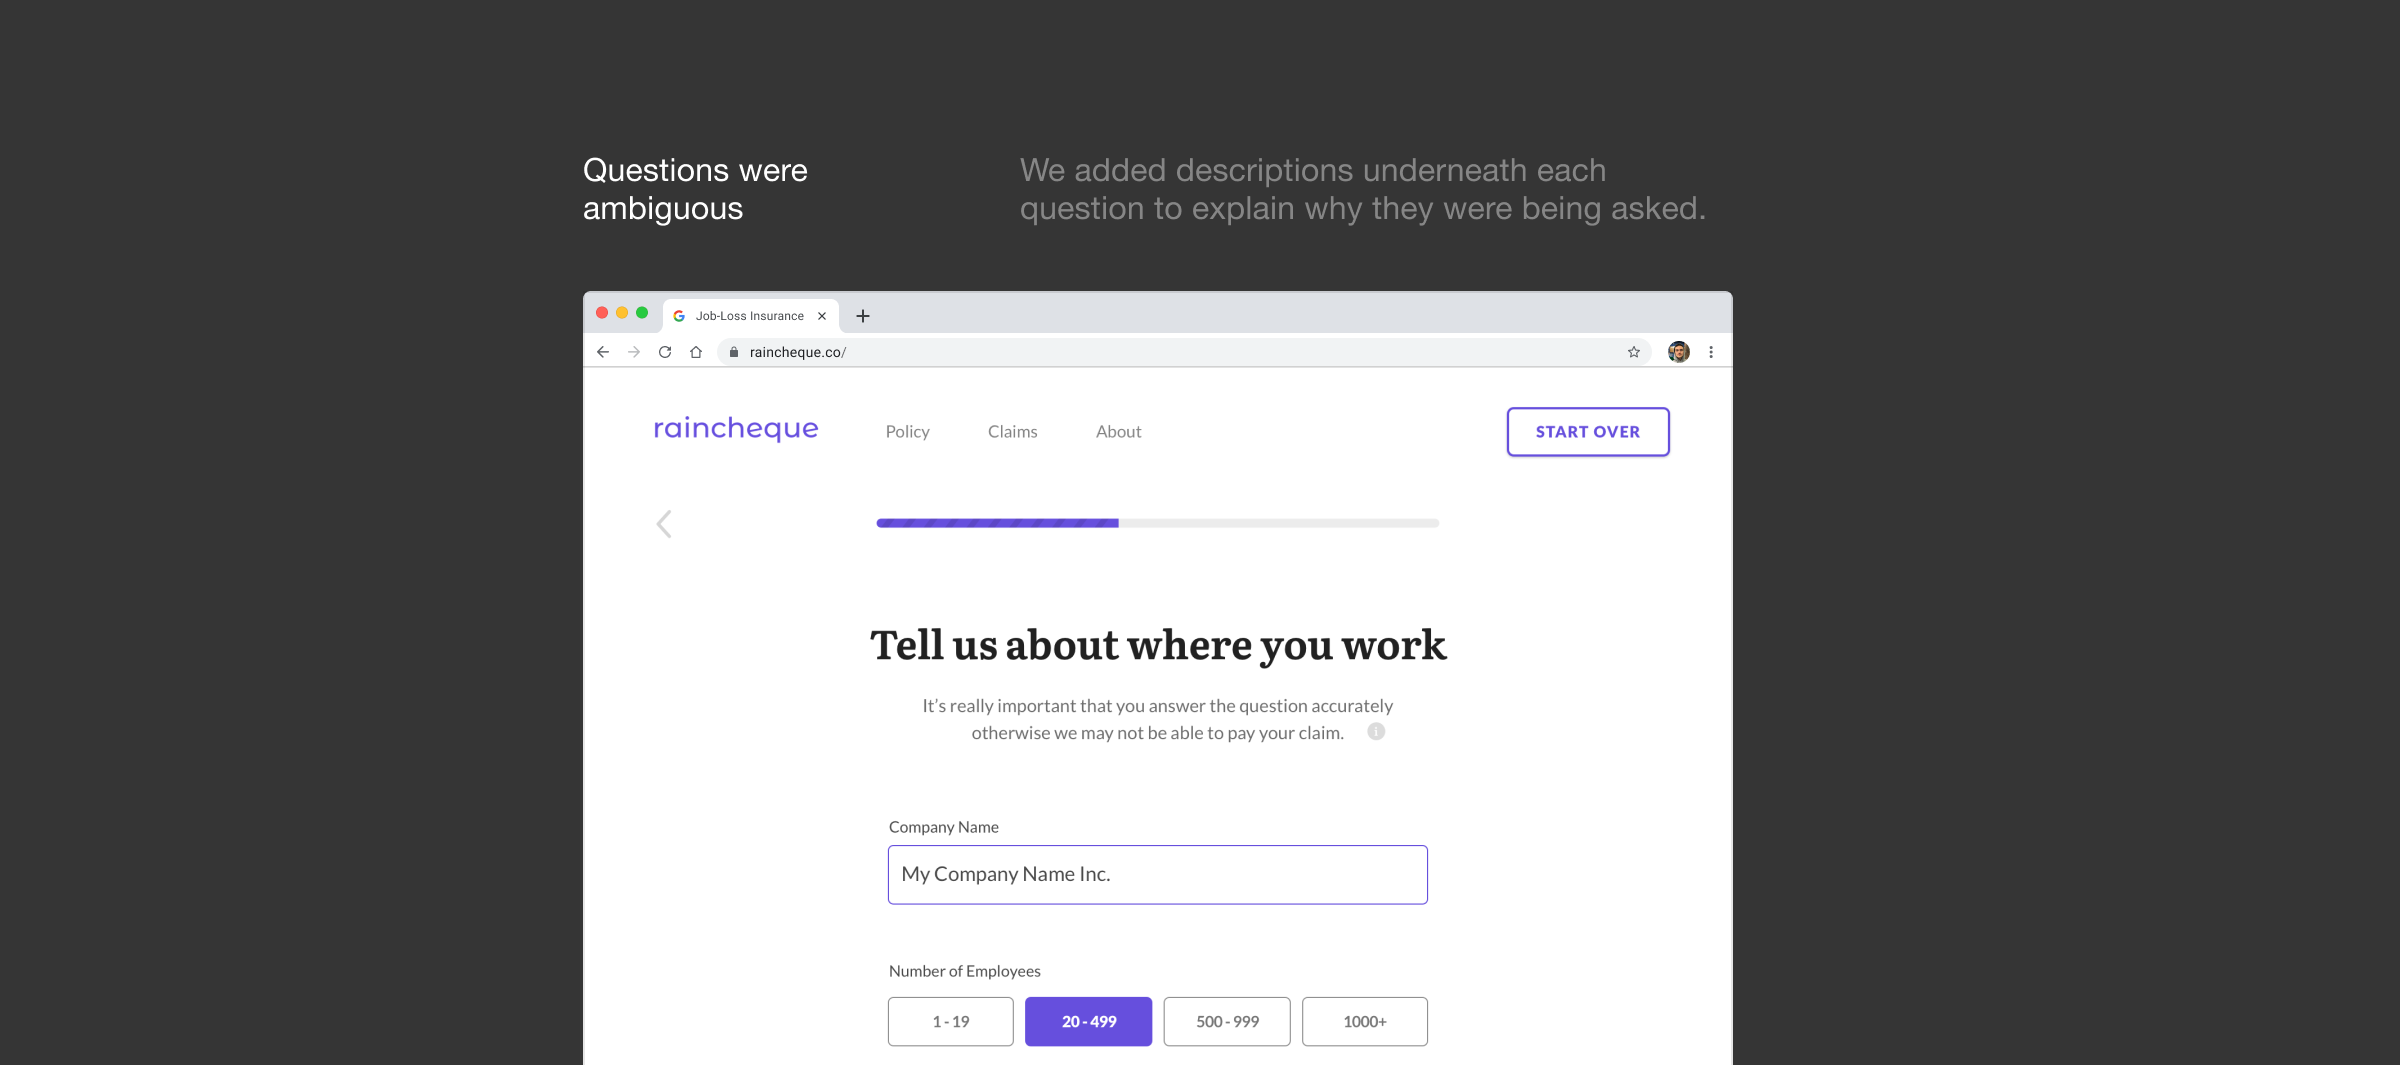 Questions were
ambiguous
We added descriptions underneath each
question to explain why they were being asked.
Job-Loss Insurance
raincheque.co/
raincheque
Policy
Claims
About
START OVER
Tell us about where you work
It's really important that you answer the question accurately
otherwise we may not be able to pay your claim.
i
Company Name
My Company Name Inc.
Number of Employees
1 - 19
20 - 499
500 - 999
1000+